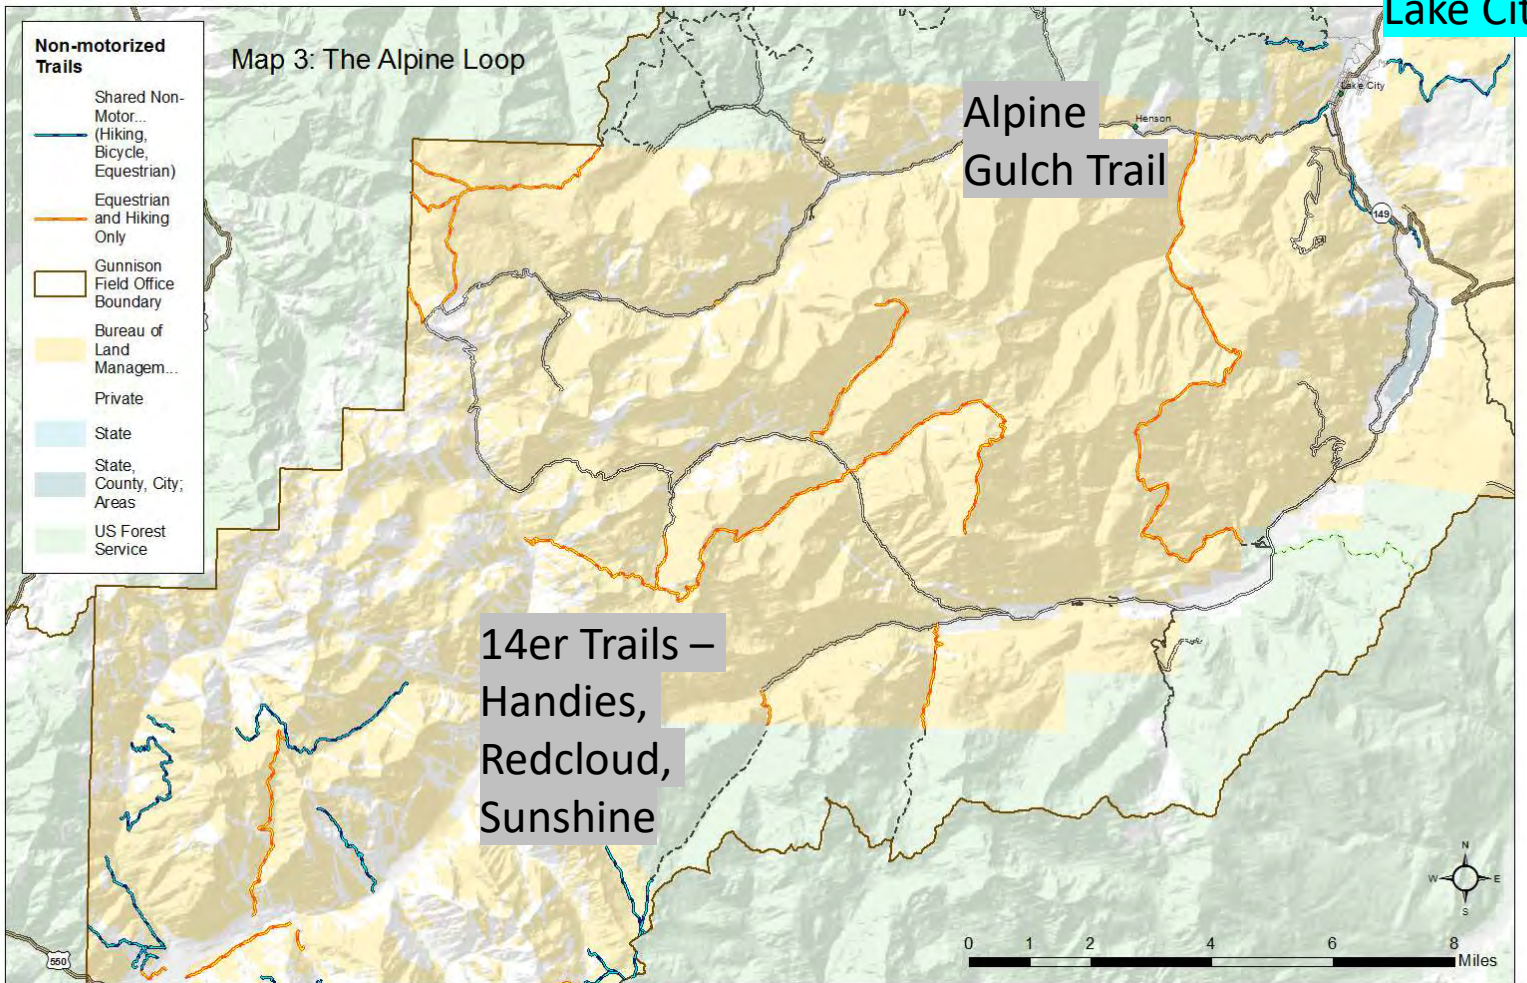 Lake Cit
Non-motorized
Trails
Shared Non-
Motor...
(Hiking,
Bicycle,
Equestrian)
Equestrian
and Hiking
Only
Gunnison
Field Office
Boundary
Bureau of
Land
Managem...
Private
State
State,
County, City;
Areas
US Forest
Service
Map 3: The Alpine Loop
Alpine
Gulch Trail
Henson
Lake City
149
14er Trails –
Handies,
Redcloud,
Sunshine
550
N
W E
S
0 1 2 4 6 8
Miles